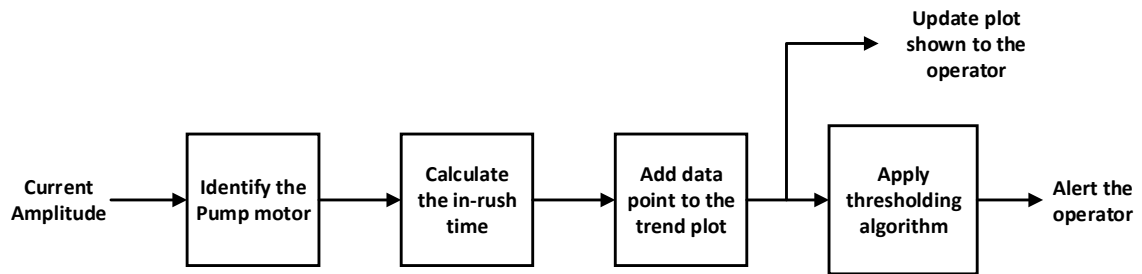 Update plot
shown to the
operator
Current
Amplitude
Identify the
Pump motor
Calculate
the in-rush
time
Add data
point to the
trend plot
Apply
thresholding
algorithm
Alert the
operator